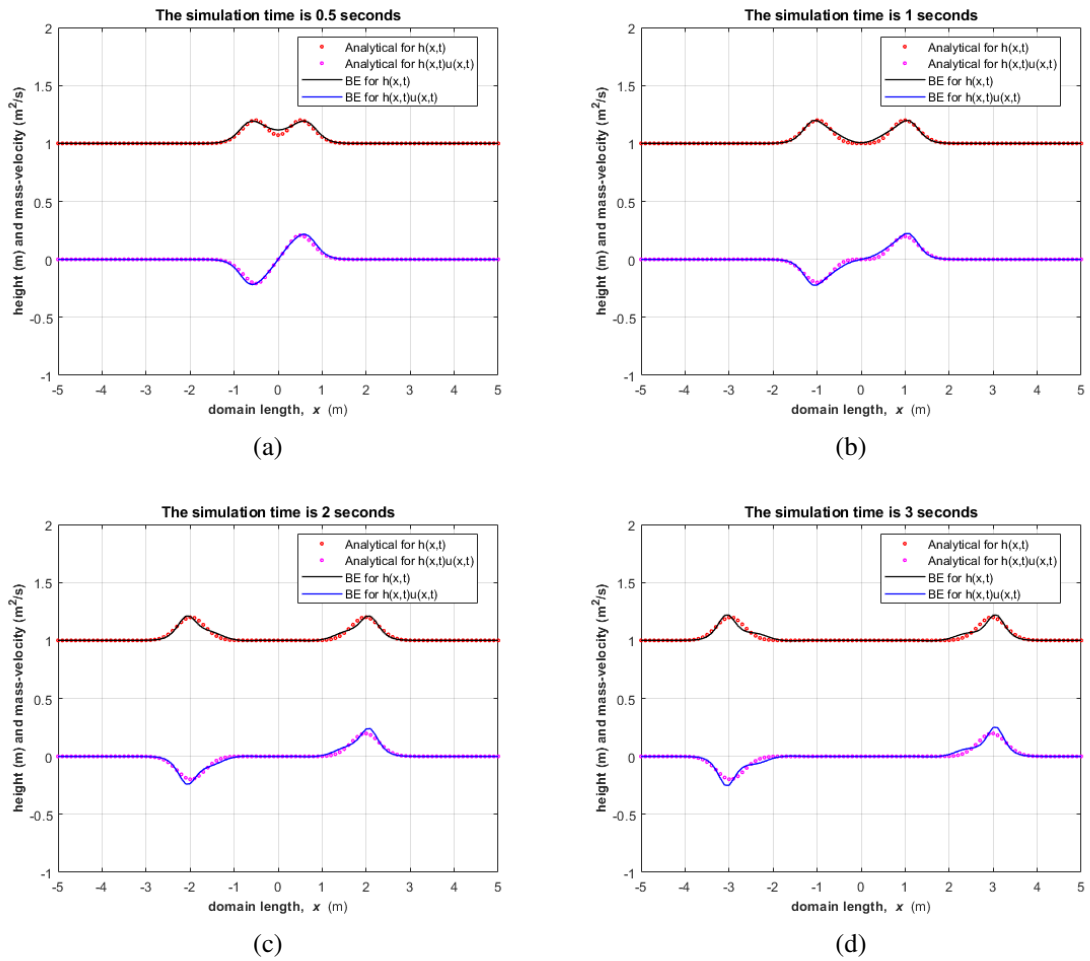 The simulation time is 0.5 seconds
Analytical for h(x,t)
Analytical for h(x,t)u(x,t)
BE for h(x,t)
BE for h(x,t)u(x,t)
height (m) and mass-velocity (m²/s)
2
1.5
1
0.5
0
-0.5
-1
-5 -4 -3 -2 -1 0 1 2 3 4 5
domain length, x (m)
(a)
The simulation time is 1 seconds
Analytical for h(x,t)
Analytical for h(x,t)u(x,t)
BE for h(x,t)
BE for h(x,t)u(x,t)
height (m) and mass-velocity (m²/s)
2
1.5
1
0.5
0
-0.5
-1
-5 -4 -3 -2 -1 0 1 2 3 4 5
domain length, x (m)
(b)
The simulation time is 2 seconds
Analytical for h(x,t)
Analytical for h(x,t)u(x,t)
BE for h(x,t)
BE for h(x,t)u(x,t)
height (m) and mass-velocity (m²/s)
2
1.5
1
0.5
0
-0.5
-1
-5 -4 -3 -2 -1 0 1 2 3 4 5
domain length, x (m)
(c)
The simulation time is 3 seconds
Analytical for h(x,t)
Analytical for h(x,t)u(x,t)
BE for h(x,t)
BE for h(x,t)u(x,t)
height (m) and mass-velocity (m²/s)
2
1.5
1
0.5
0
-0.5
-1
-5 -4 -3 -2 -1 0 1 2 3 4 5
domain length, x (m)
(d)